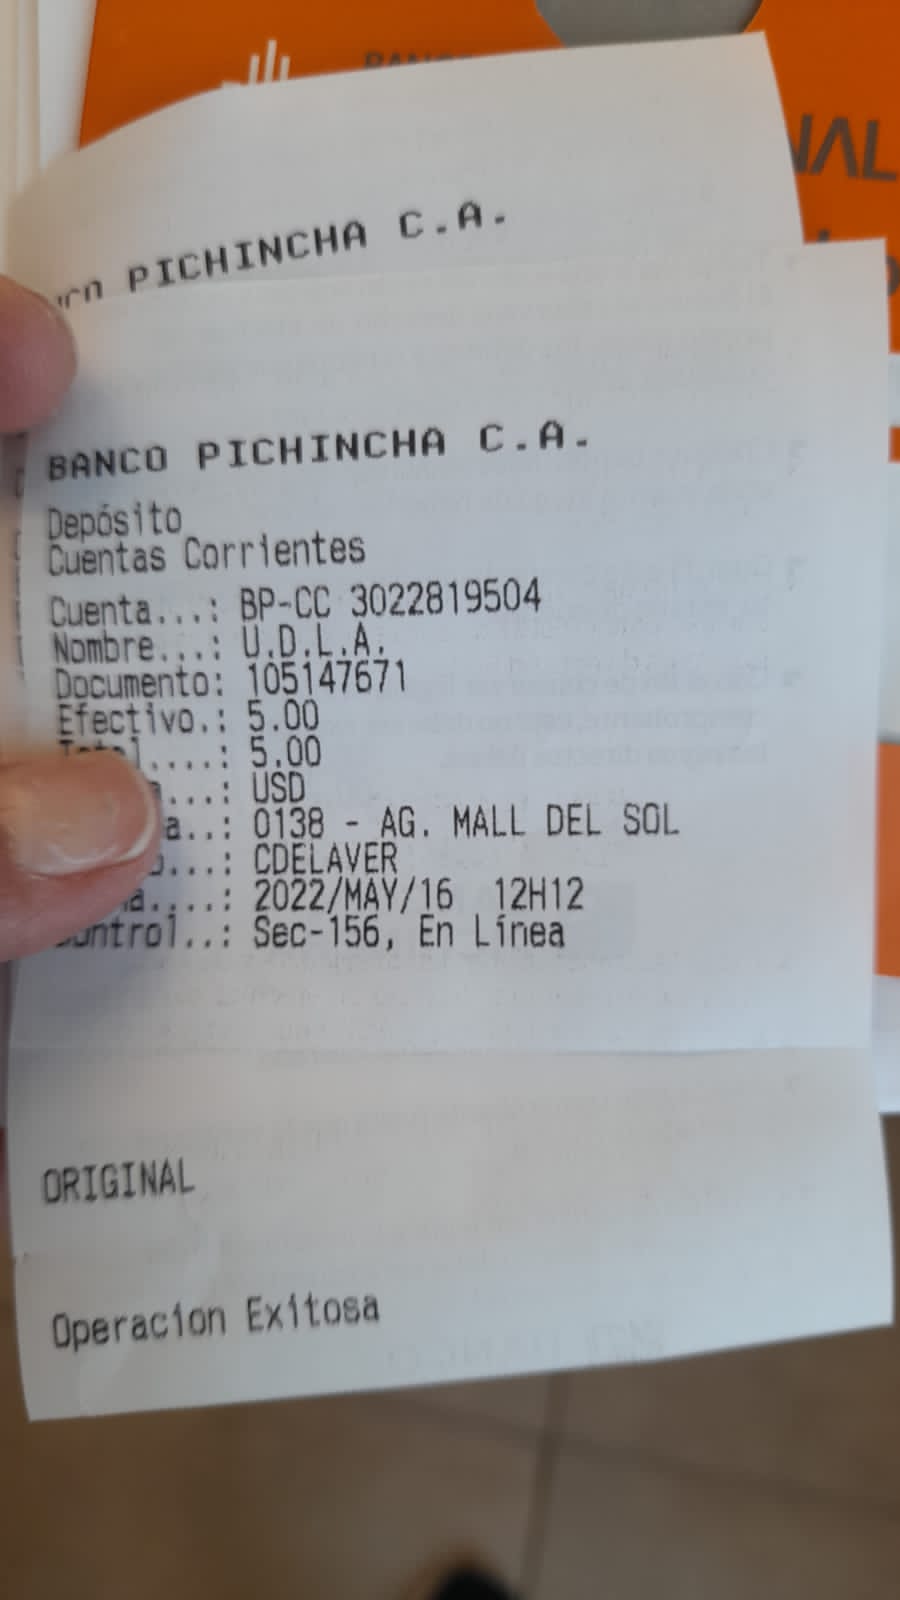 PICHINCHA C.A.
BANCO PICHINCHA C.A.
Depósito
Cuentas Corrientes
Cuenta...: BP-CC 3022819504
Nombre...: U.D.L.A.
Documento: 105147671
Efectivo.: 5.00
....: 5.00
...: USD
a..: 0138 - AG. MALL DEL SOL
...: CDELAVER
a....: 2022/MAY/16 12H12
Control..: Sec-156, En Línea
ORIGINAL
Operacion Exitosa